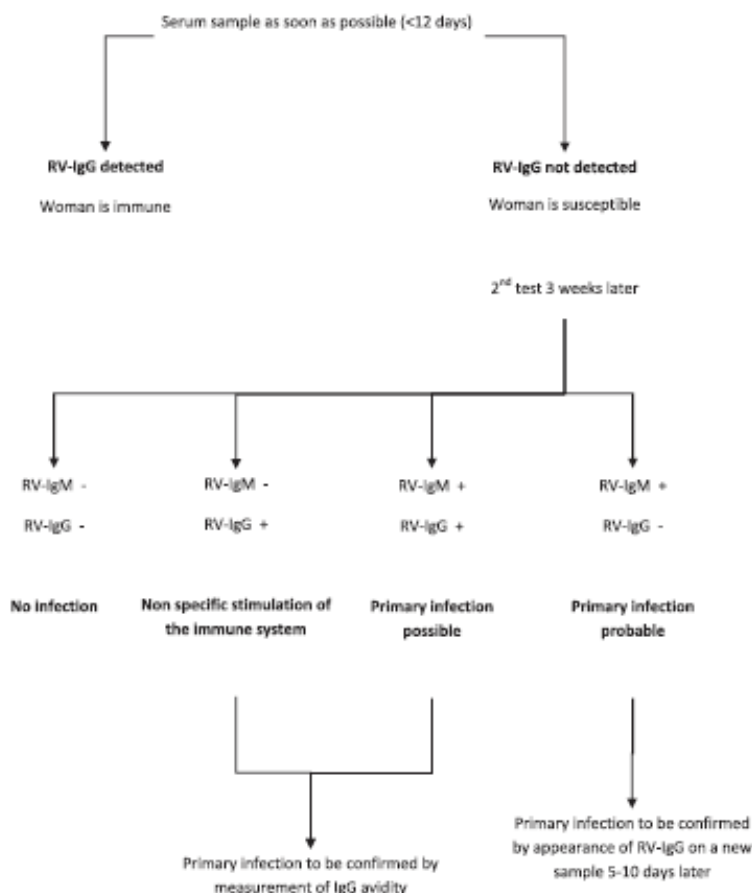 Serum sample as soon as possible (<12 days)
RV-IgG detected
Woman is immune
RV-IgG not detected
Woman is susceptible
2nd test 3 weeks later
RV-IgM -
RV-IgG -
No infection
RV-IgM -
RV-IgG +
Non specific stimulation of
the immune system
RV-IgM +
RV-IgG +
Primary infection
possible
RV-IgM +
RV-IgG -
Primary infection
probable
Primary infection to be confirmed by
measurement of IgG avidity
Primary infection to be confirmed
by appearance of RV-IgG on a new
sample 5-10 days later